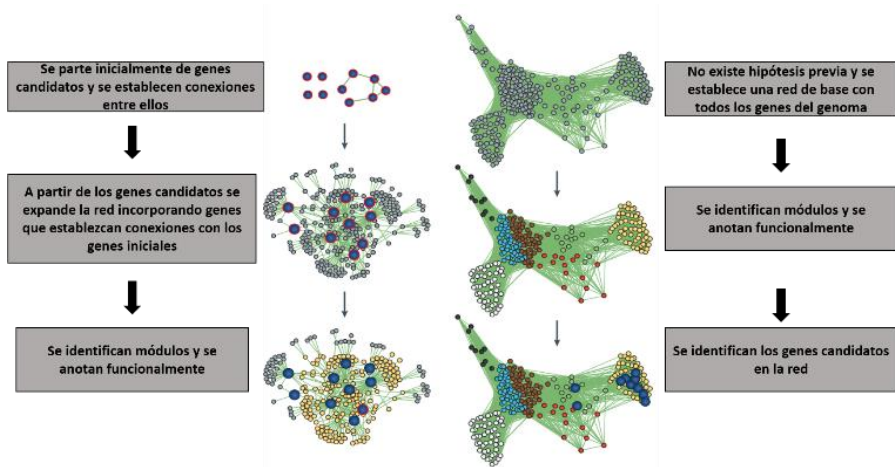 Se parte inicialmente de genes
candidatos y se establecen conexiones
entre ellos
A partir de los genes candidatos se
expande la red incorporando genes
que establezcan conexiones con los
genes iniciales
Se identifican módulos y se
anotan funcionalmente
No existe hipótesis previa y se
establece una red de base con
todos los genes del genoma
Se identifican módulos y se
anotan funcionalmente
Se identifican los genes candidatos
en la red